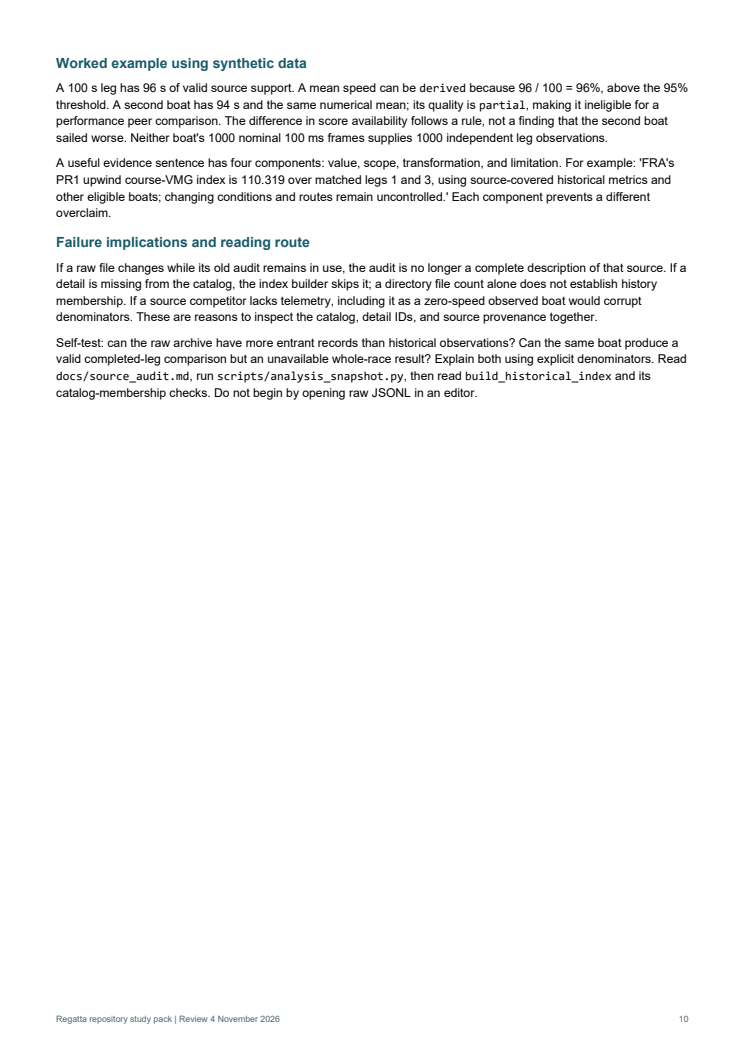 Worked example using synthetic data
A 100 s leg has 96 s of valid source support. A mean speed can be derived because 96 / 100 = 96%, above the 95%
threshold. A second boat has 94 s and the same numerical mean; its quality is partial, making it ineligible for a
performance peer comparison. The difference in score availability follows a rule, not a finding that the second boat
sailed worse. Neither boat's 1000 nominal 100 ms frames supplies 1000 independent leg observations.
A useful evidence sentence has four components: value, scope, transformation, and limitation. For example: 'FRA's
PR1 upwind course-VMG index is 110.319 over matched legs 1 and 3, using source-covered historical metrics and
other eligible boats; changing conditions and routes remain uncontrolled.' Each component prevents a different
overclaim.
Failure implications and reading route
If a raw file changes while its old audit remains in use, the audit is no longer a complete description of that source. If a
detail is missing from the catalog, the index builder skips it; a directory file count alone does not establish history
membership. If a source competitor lacks telemetry, including it as a zero-speed observed boat would corrupt
denominators. These are reasons to inspect the catalog, detail IDs, and source provenance together.
Self-test: can the raw archive have more entrant records than historical observations? Can the same boat produce a
valid completed-leg comparison but an unavailable whole-race result? Explain both using explicit denominators. Read
docs/source_audit.md, run scripts/analysis_snapshot.py, then read build_historical_index and its
catalog-membership checks. Do not begin by opening raw JSONL in an editor.
Regatta repository study pack | Review 4 November 2026
10